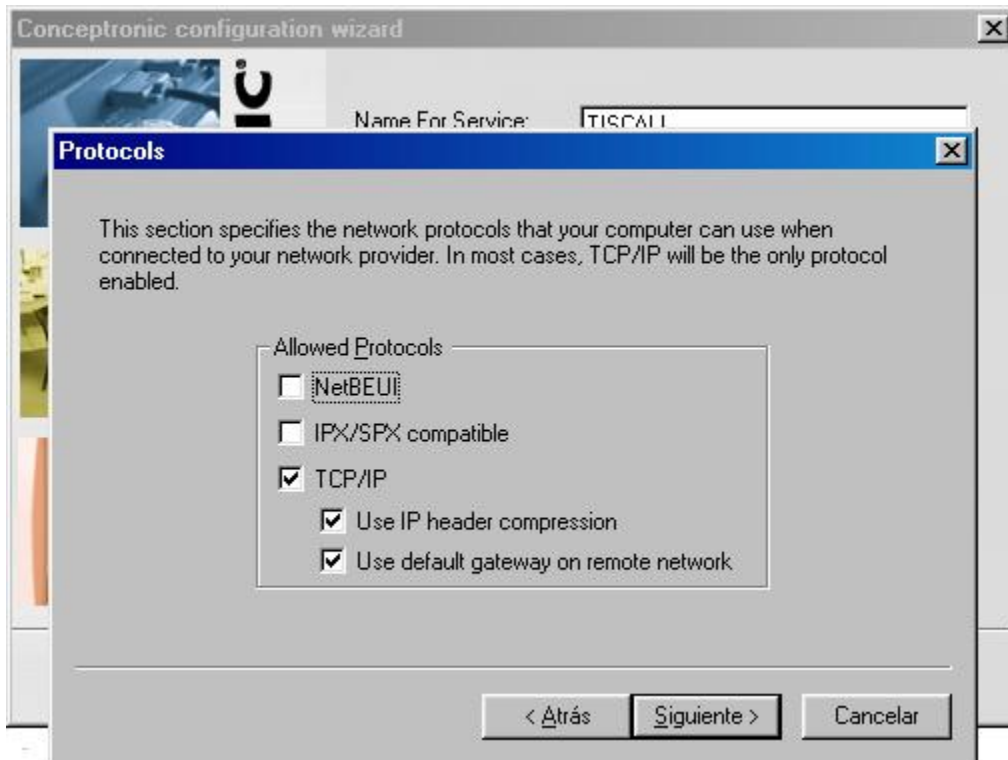 Conceptronic configuration wizard
Name For Service: TISCALI
Protocols
This section specifies the network protocols that your computer can use when
connected to your network provider. In most cases, TCP/IP will be the only protocol
enabled.
Allowed Protocols
NetBEUI
IPX/SPX compatible
TCP/IP
Use IP header compression
Use default gateway on remote network
< Atrás
Siguiente >
Cancelar